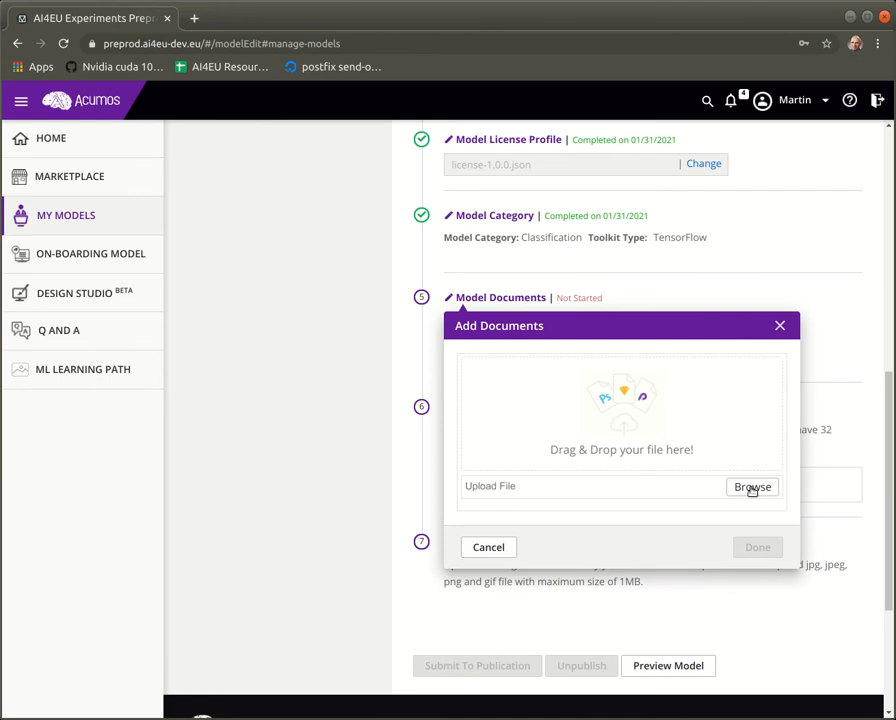 AI4EU Experiments Prepr
preprod.ai4eu-dev.eu/#/modelEdit#manage-models
Apps
Nvidia cuda 10...
AI4EU Resour...
postfix send-o...
Acumos
4
Martin
HOME
MARKETPLACE
MY MODELS
ON-BOARDING MODEL
DESIGN STUDIO BETA
Q AND A
ML LEARNING PATH
Model License Profile | Completed on 01/31/2021
license-1.0.0.json | Change
Model Category | Completed on 01/31/2021
Model Category: Classification Toolkit Type: TensorFlow
5 Model Documents | Not Started
Add Documents
Ps
Drag & Drop your file here!
6
ave 32
Upload File Browse
Cancel Done
7
d jpg, jpeg,
png and gif file with maximum size of 1MB.
Submit To Publication Unpublish Preview Model